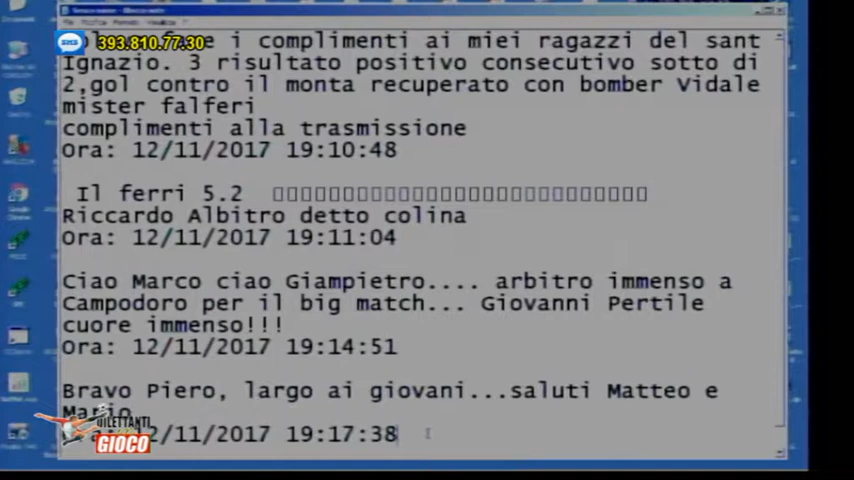 393.810.77.30
i complimenti ai miei ragazzi del sant
Ignazio. 3 risultato positivo consecutivo sotto di
2,gol contro il monta recuperato con bomber Vidale
mister falferi
complimenti alla trasmissione
Ora: 12/11/2017 19:10:48
Il ferri 5.2
Riccardo Albitro detto colina
Ora: 12/11/2017 19:11:04
Ciao Marco ciao Giampietro.... arbitro immenso a
Campodoro per il big match... Giovanni Pertile
cuore immenso!!!
Ora: 12/11/2017 19:14:51
Bravo Piero, largo ai giovani...saluti Matteo e
Mario
12/11/2017 19:17:38
DILETTANTI
GIOCO